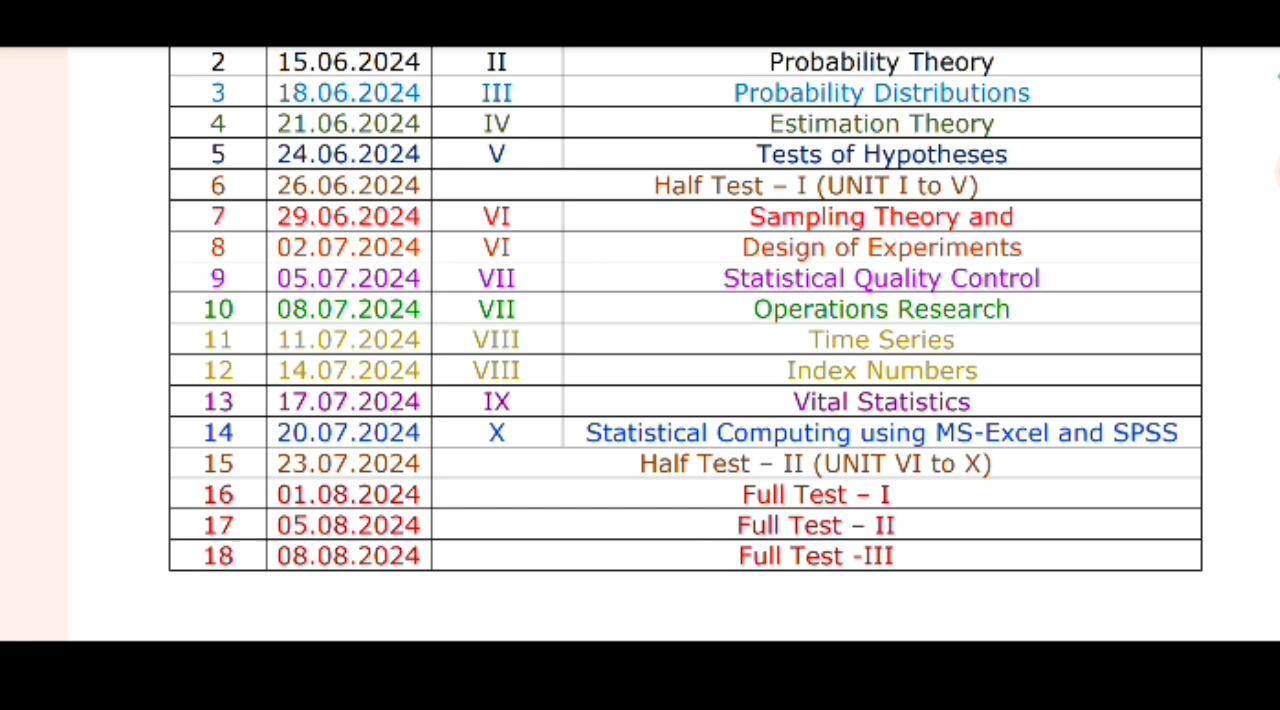 2 15.06.2024 II Probability Theory
3 18.06.2024 III Probability Distributions
4 21.06.2024 IV Estimation Theory
5 24.06.2024 V Tests of Hypotheses
6 26.06.2024 Half Test – I (UNIT I to V)
7 29.06.2024 VI Sampling Theory and
8 02.07.2024 VI Design of Experiments
9 05.07.2024 VII Statistical Quality Control
10 08.07.2024 VII Operations Research
11 11.07.2024 VIII Time Series
12 14.07.2024 VIII Index Numbers
13 17.07.2024 IX Vital Statistics
14 20.07.2024 X Statistical Computing using MS-Excel and SPSS
15 23.07.2024 Half Test – II (UNIT VI to X)
16 01.08.2024 Full Test – I
17 05.08.2024 Full Test – II
18 08.08.2024 Full Test -III